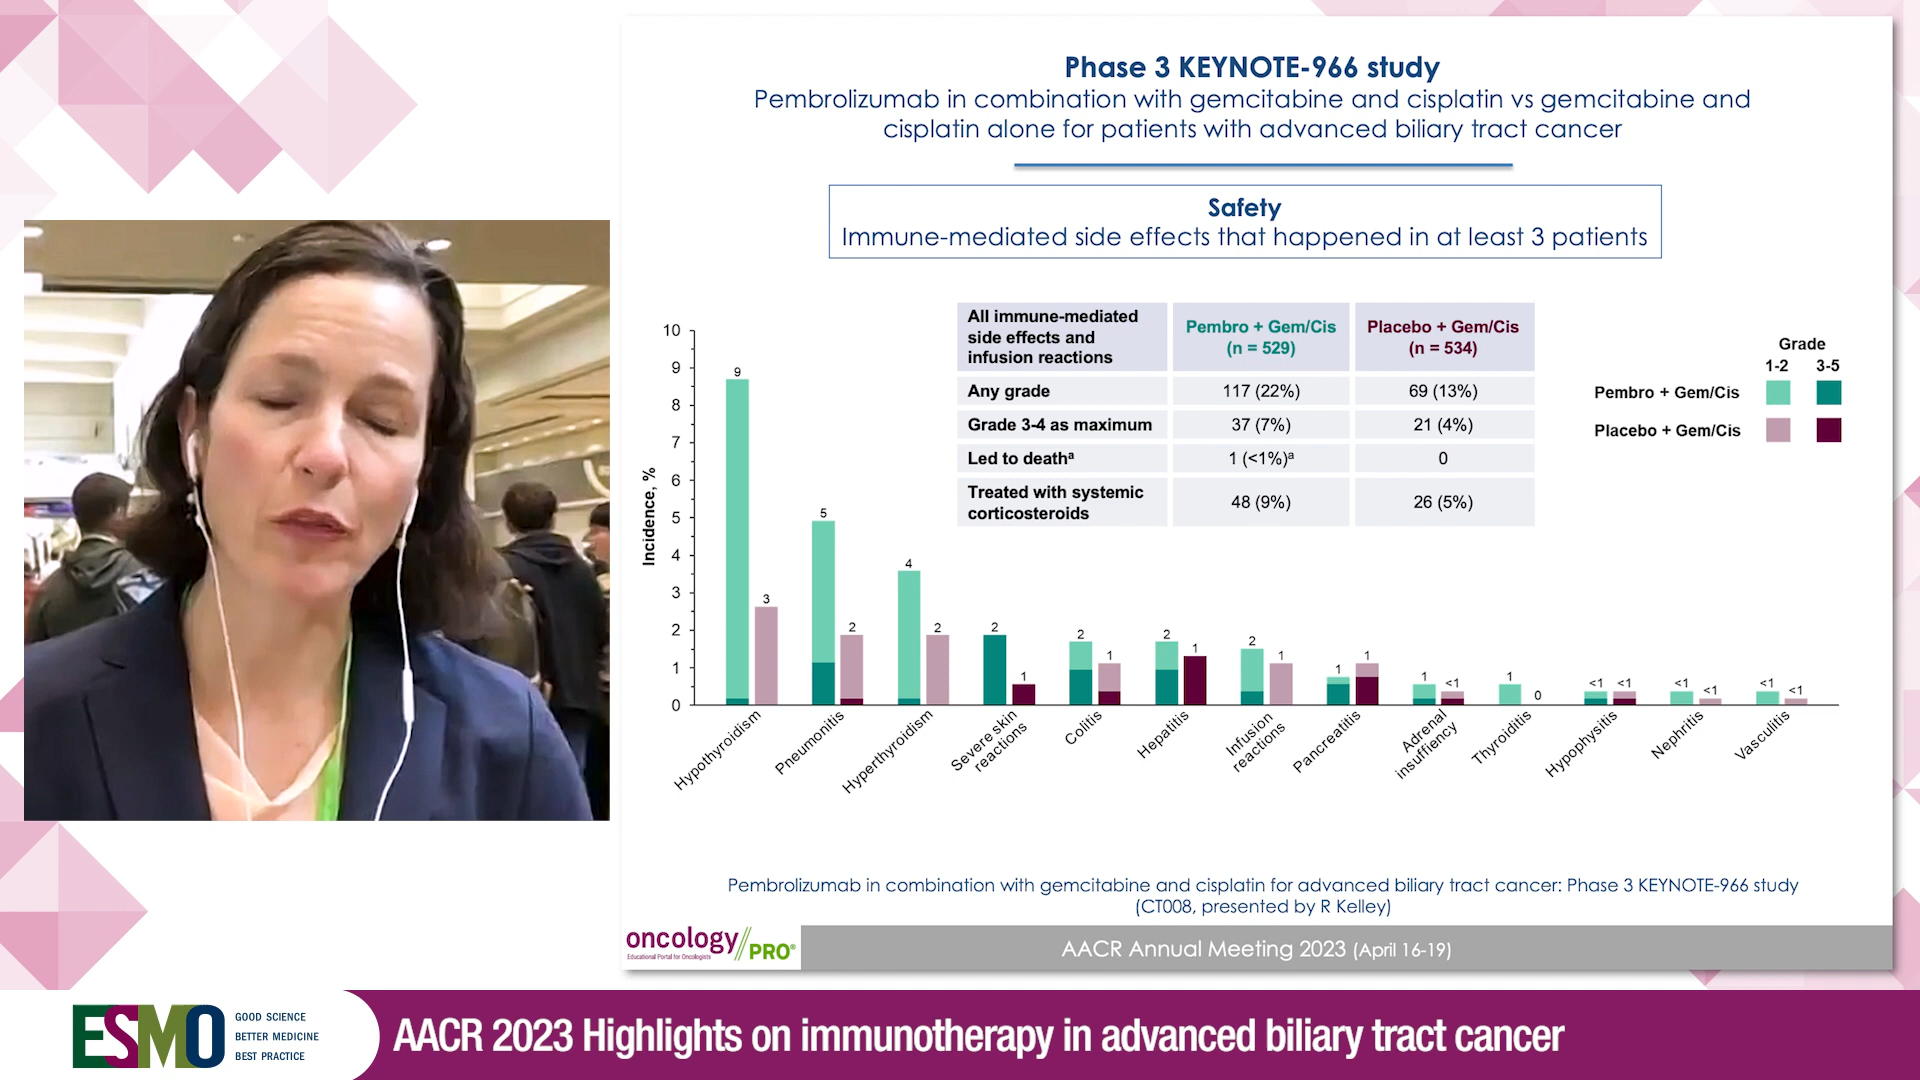 Phase 3 KEYNOTE-966 study
Pembrolizumab in combination with gemcitabine and cisplatin vs gemcitabine and
cisplatin alone for patients with advanced biliary tract cancer
Safety
Immune-mediated side effects that happened in at least 3 patients
All immune-mediated
side effects and
infusion reactions
Pembro + Gem/Cis
(n = 529)
Placebo + Gem/Cis
(n = 534)
Any grade
117 (22%)
69 (13%)
Grade 3-4 as maximum
37 (7%)
21 (4%)
Led to deathᵃ
1 (<1%)ᵃ
0
Treated with systemic
corticosteroids
48 (9%)
26 (5%)
Grade
1-2 3-5
Pembro + Gem/Cis
Placebo + Gem/Cis
Incidence, %
10
9
8
7
6
5
4
3
2
1
0
9
3
5
2
4
2
2
1
2
1
2
1
2
1
1
1
1
<1
1
0
<1
<1
<1
<1
<1
<1
Hypothyroidism
Pneumonitis
Hyperthyroidism
Severe skin
reactions
Colitis
Hepatitis
Infusion
reactions
Pancreatitis
Adrenal
insuffiency
Thyroiditis
Hypophysitis
Nephritis
Vasculitis
Pembrolizumab in combination with gemcitabine and cisplatin for advanced biliary tract cancer: Phase 3 KEYNOTE-966 study
(CT008, presented by R Kelley)
oncology//PRO®
Educational Portal for Oncologists
AACR Annual Meeting 2023 (April 16-19)
ESMO
GOOD SCIENCE
BETTER MEDICINE
BEST PRACTICE
AACR 2023 Highlights on immunotherapy in advanced biliary tract cancer